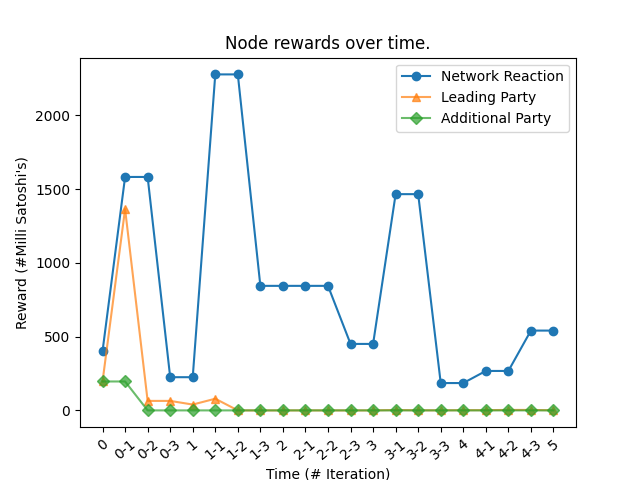 Node rewards over time.
Network Reaction
Leading Party
Additional Party
2000
1500
1000
500
0
Reward (#Milli Satoshi's)
0 0-1 0-2 0-3 1 1-1 1-2 1-3 2 2-1 2-2 2-3 3 3-1 3-2 3-3 4 4-1 4-2 4-3 5
Time (# Iteration)